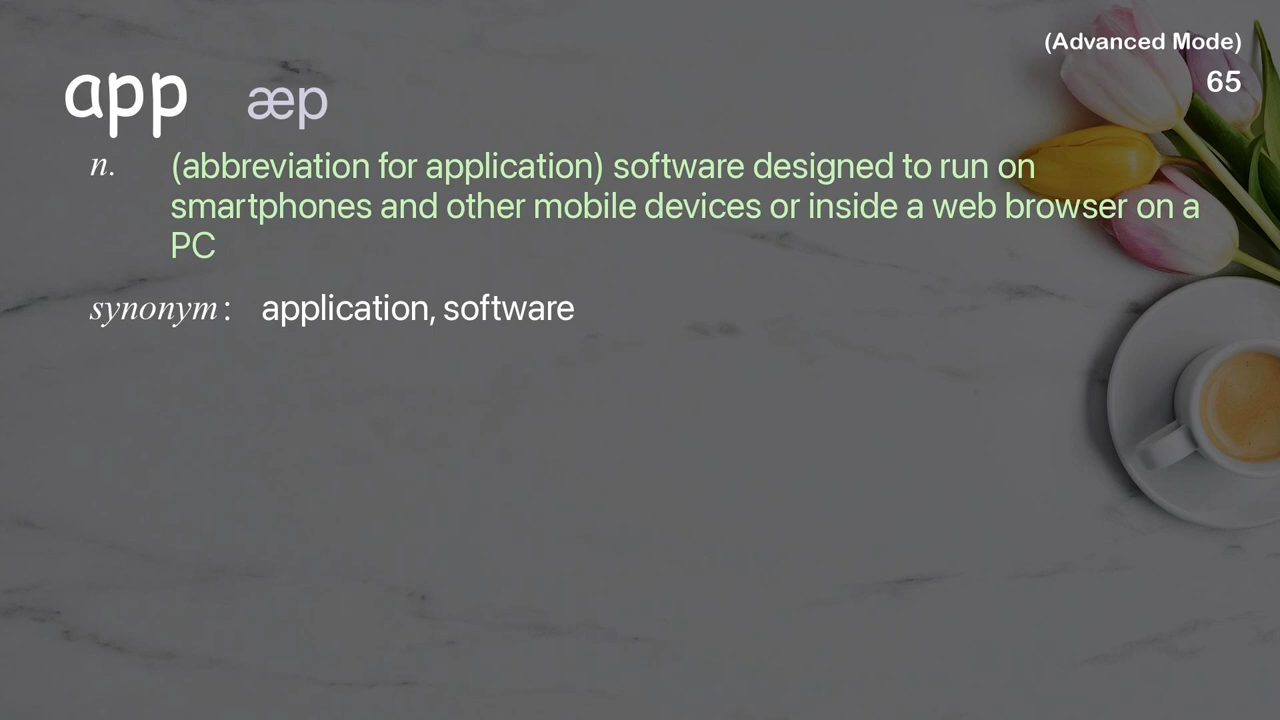 (Advanced Mode)
app æp
65
n. (abbreviation for application) software designed to run on
smartphones and other mobile devices or inside a web browser on a
PC
synonym: application, software